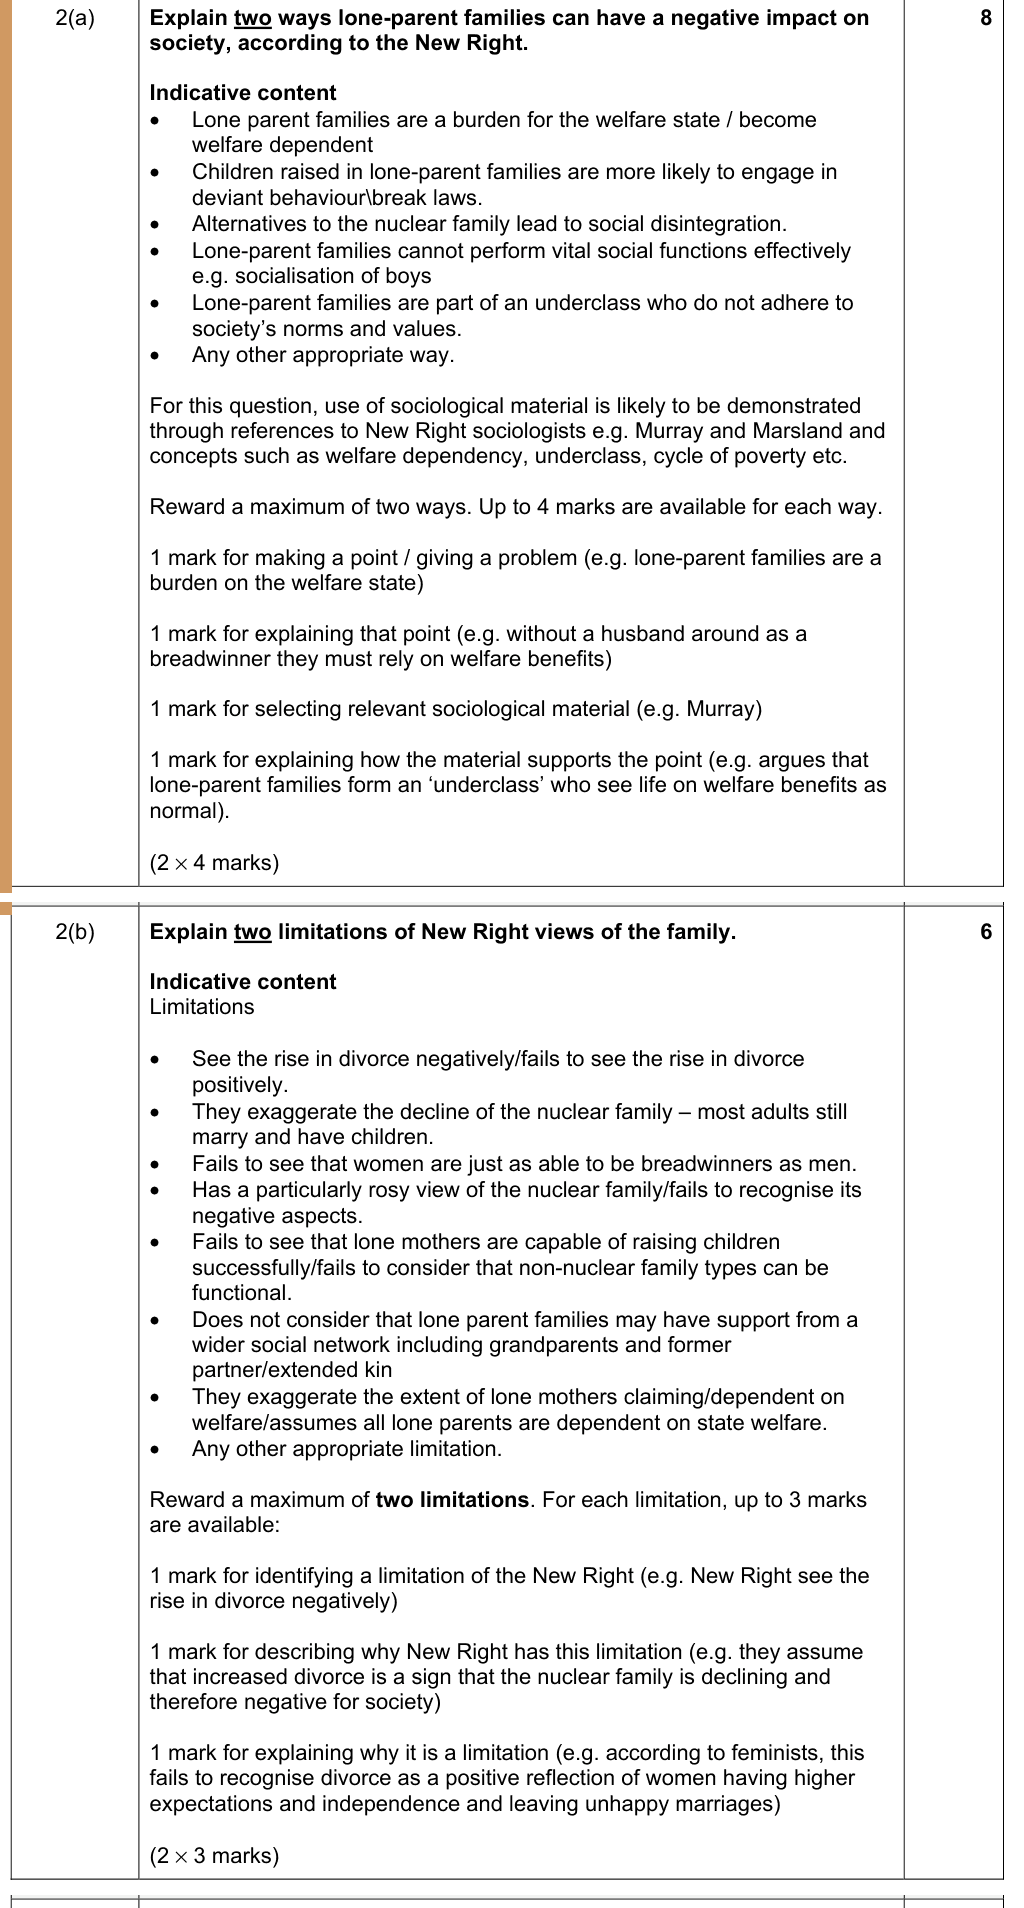 2(a)
Explain two ways lone-parent families can have a negative impact on
society, according to the New Right.
8
Indicative content
• Lone parent families are a burden for the welfare state / become
welfare dependent
• Children raised in lone-parent families are more likely to engage in
deviant behaviour\break laws.
• Alternatives to the nuclear family lead to social disintegration.
• Lone-parent families cannot perform vital social functions effectively
e.g. socialisation of boys
• Lone-parent families are part of an underclass who do not adhere to
society’s norms and values.
• Any other appropriate way.
For this question, use of sociological material is likely to be demonstrated
through references to New Right sociologists e.g. Murray and Marsland and
concepts such as welfare dependency, underclass, cycle of poverty etc.
Reward a maximum of two ways. Up to 4 marks are available for each way.
1 mark for making a point / giving a problem (e.g. lone-parent families are a
burden on the welfare state)
1 mark for explaining that point (e.g. without a husband around as a
breadwinner they must rely on welfare benefits)
1 mark for selecting relevant sociological material (e.g. Murray)
1 mark for explaining how the material supports the point (e.g. argues that
lone-parent families form an ‘underclass’ who see life on welfare benefits as
normal).
(2 × 4 marks)
2(b)
Explain two limitations of New Right views of the family.
6
Indicative content
Limitations
• See the rise in divorce negatively/fails to see the rise in divorce
positively.
• They exaggerate the decline of the nuclear family – most adults still
marry and have children.
• Fails to see that women are just as able to be breadwinners as men.
• Has a particularly rosy view of the nuclear family/fails to recognise its
negative aspects.
• Fails to see that lone mothers are capable of raising children
successfully/fails to consider that non-nuclear family types can be
functional.
• Does not consider that lone parent families may have support from a
wider social network including grandparents and former
partner/extended kin
• They exaggerate the extent of lone mothers claiming/dependent on
welfare/assumes all lone parents are dependent on state welfare.
• Any other appropriate limitation.
Reward a maximum of two limitations. For each limitation, up to 3 marks
are available:
1 mark for identifying a limitation of the New Right (e.g. New Right see the
rise in divorce negatively)
1 mark for describing why New Right has this limitation (e.g. they assume
that increased divorce is a sign that the nuclear family is declining and
therefore negative for society)
1 mark for explaining why it is a limitation (e.g. according to feminists, this
fails to recognise divorce as a positive reflection of women having higher
expectations and independence and leaving unhappy marriages)
(2 × 3 marks)